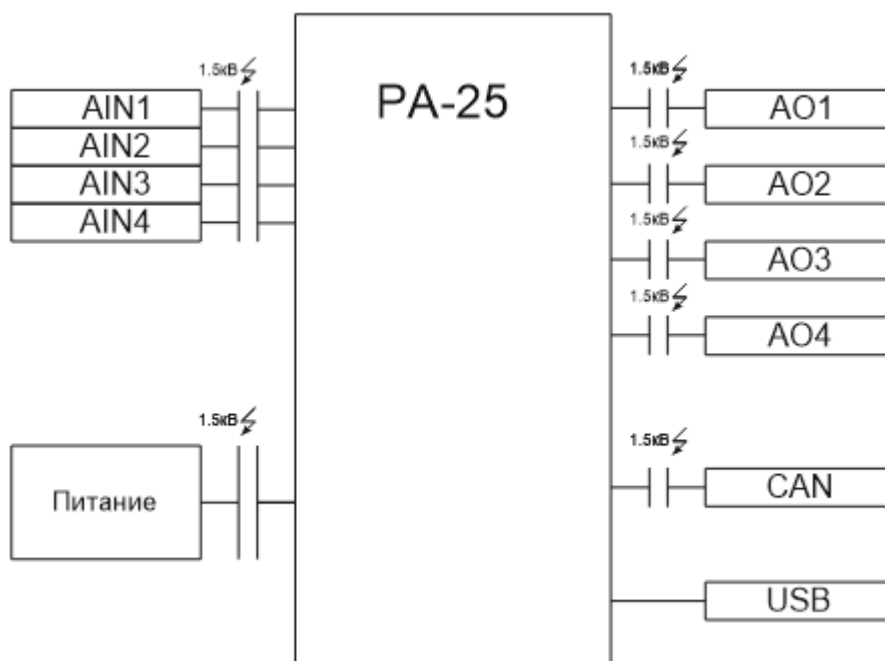 1.5кВ
AIN1
AIN2
AIN3
AIN4
1.5кВ
Питание
PA-25
1.5кВ
AO1
1.5кВ
AO2
1.5кВ
AO3
1.5кВ
AO4
1.5кВ
CAN
USB